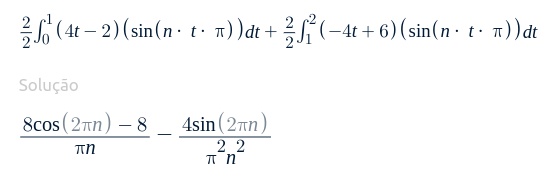 2/2 ∫₀¹ (4t − 2)(sin(n · t · π))dt + 2/2 ∫₁² (−4t + 6)(sin(n · t · π))dt
Solução
(8cos(2πn) − 8)/(πn) − (4sin(2πn))/(π²n²)